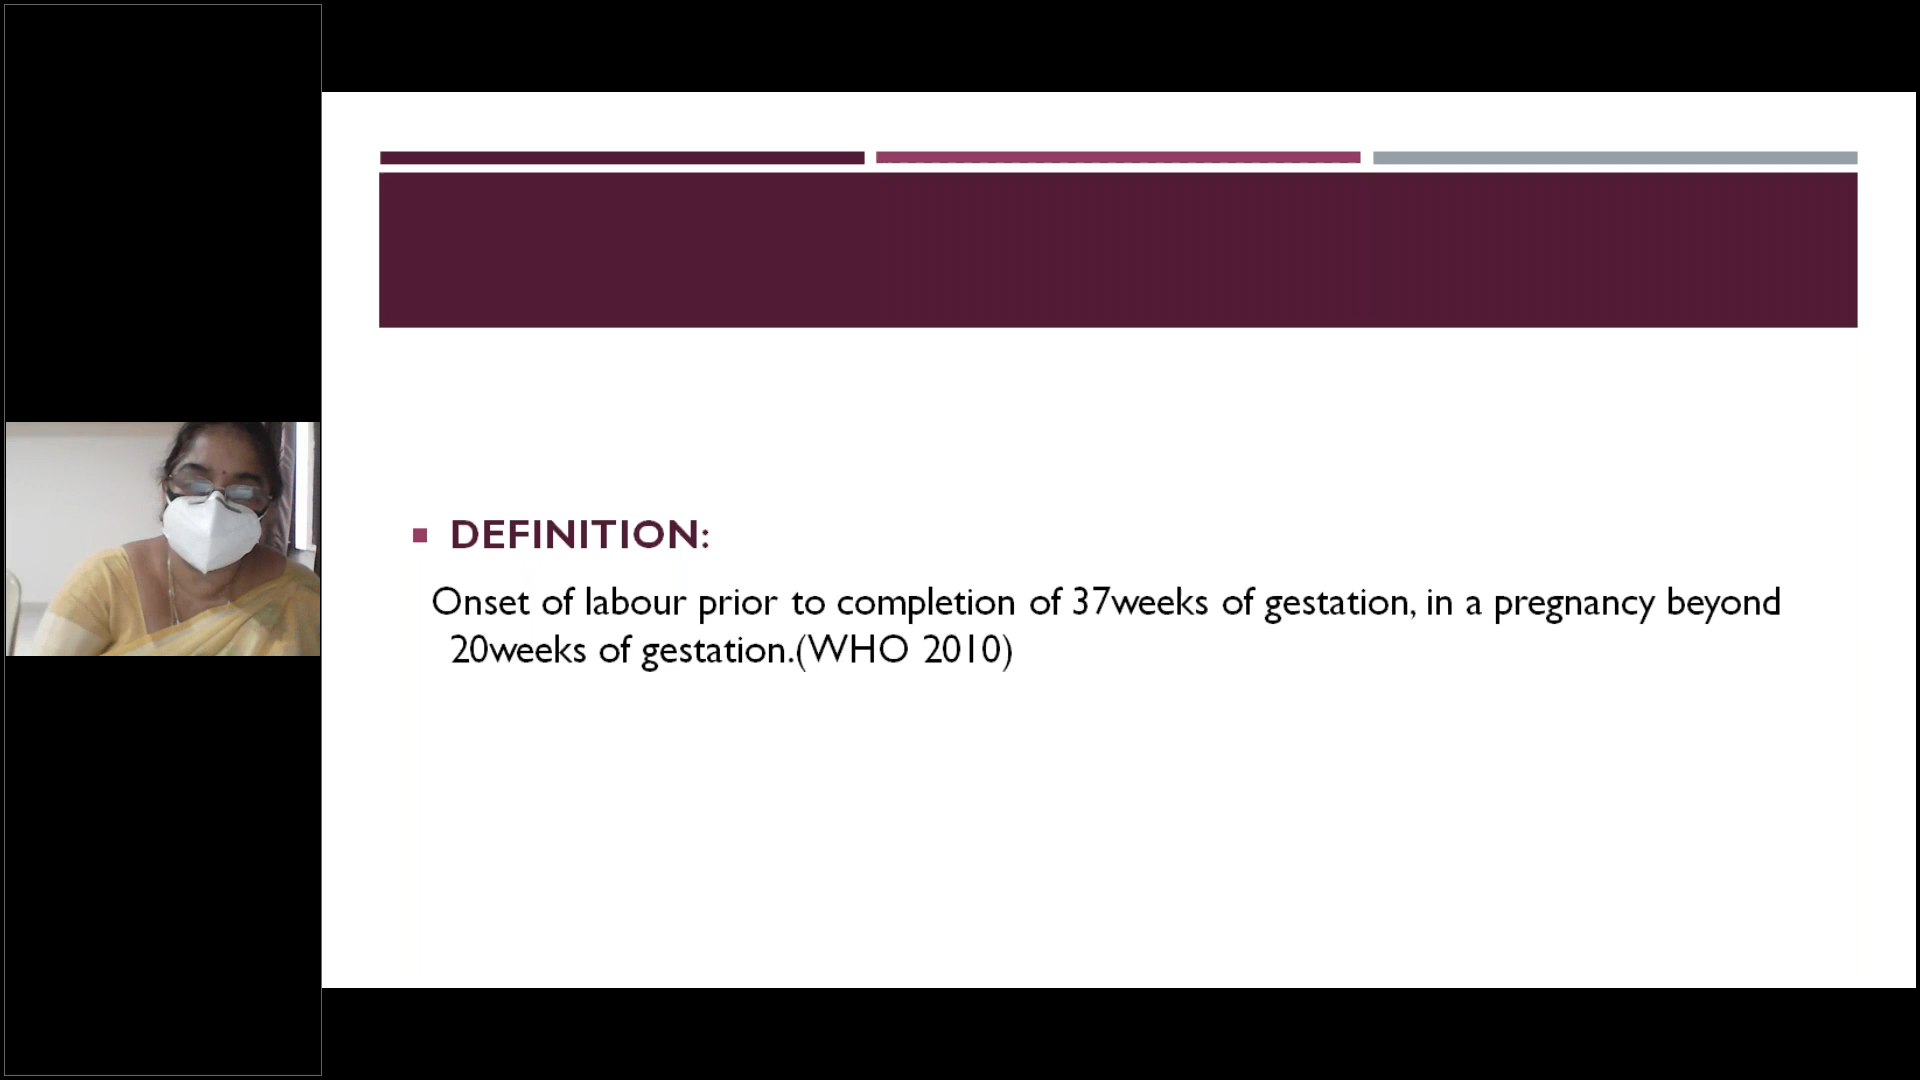 DEFINITION:
Onset of labour prior to completion of 37weeks of gestation, in a pregnancy beyond
20weeks of gestation.(WHO 2010)